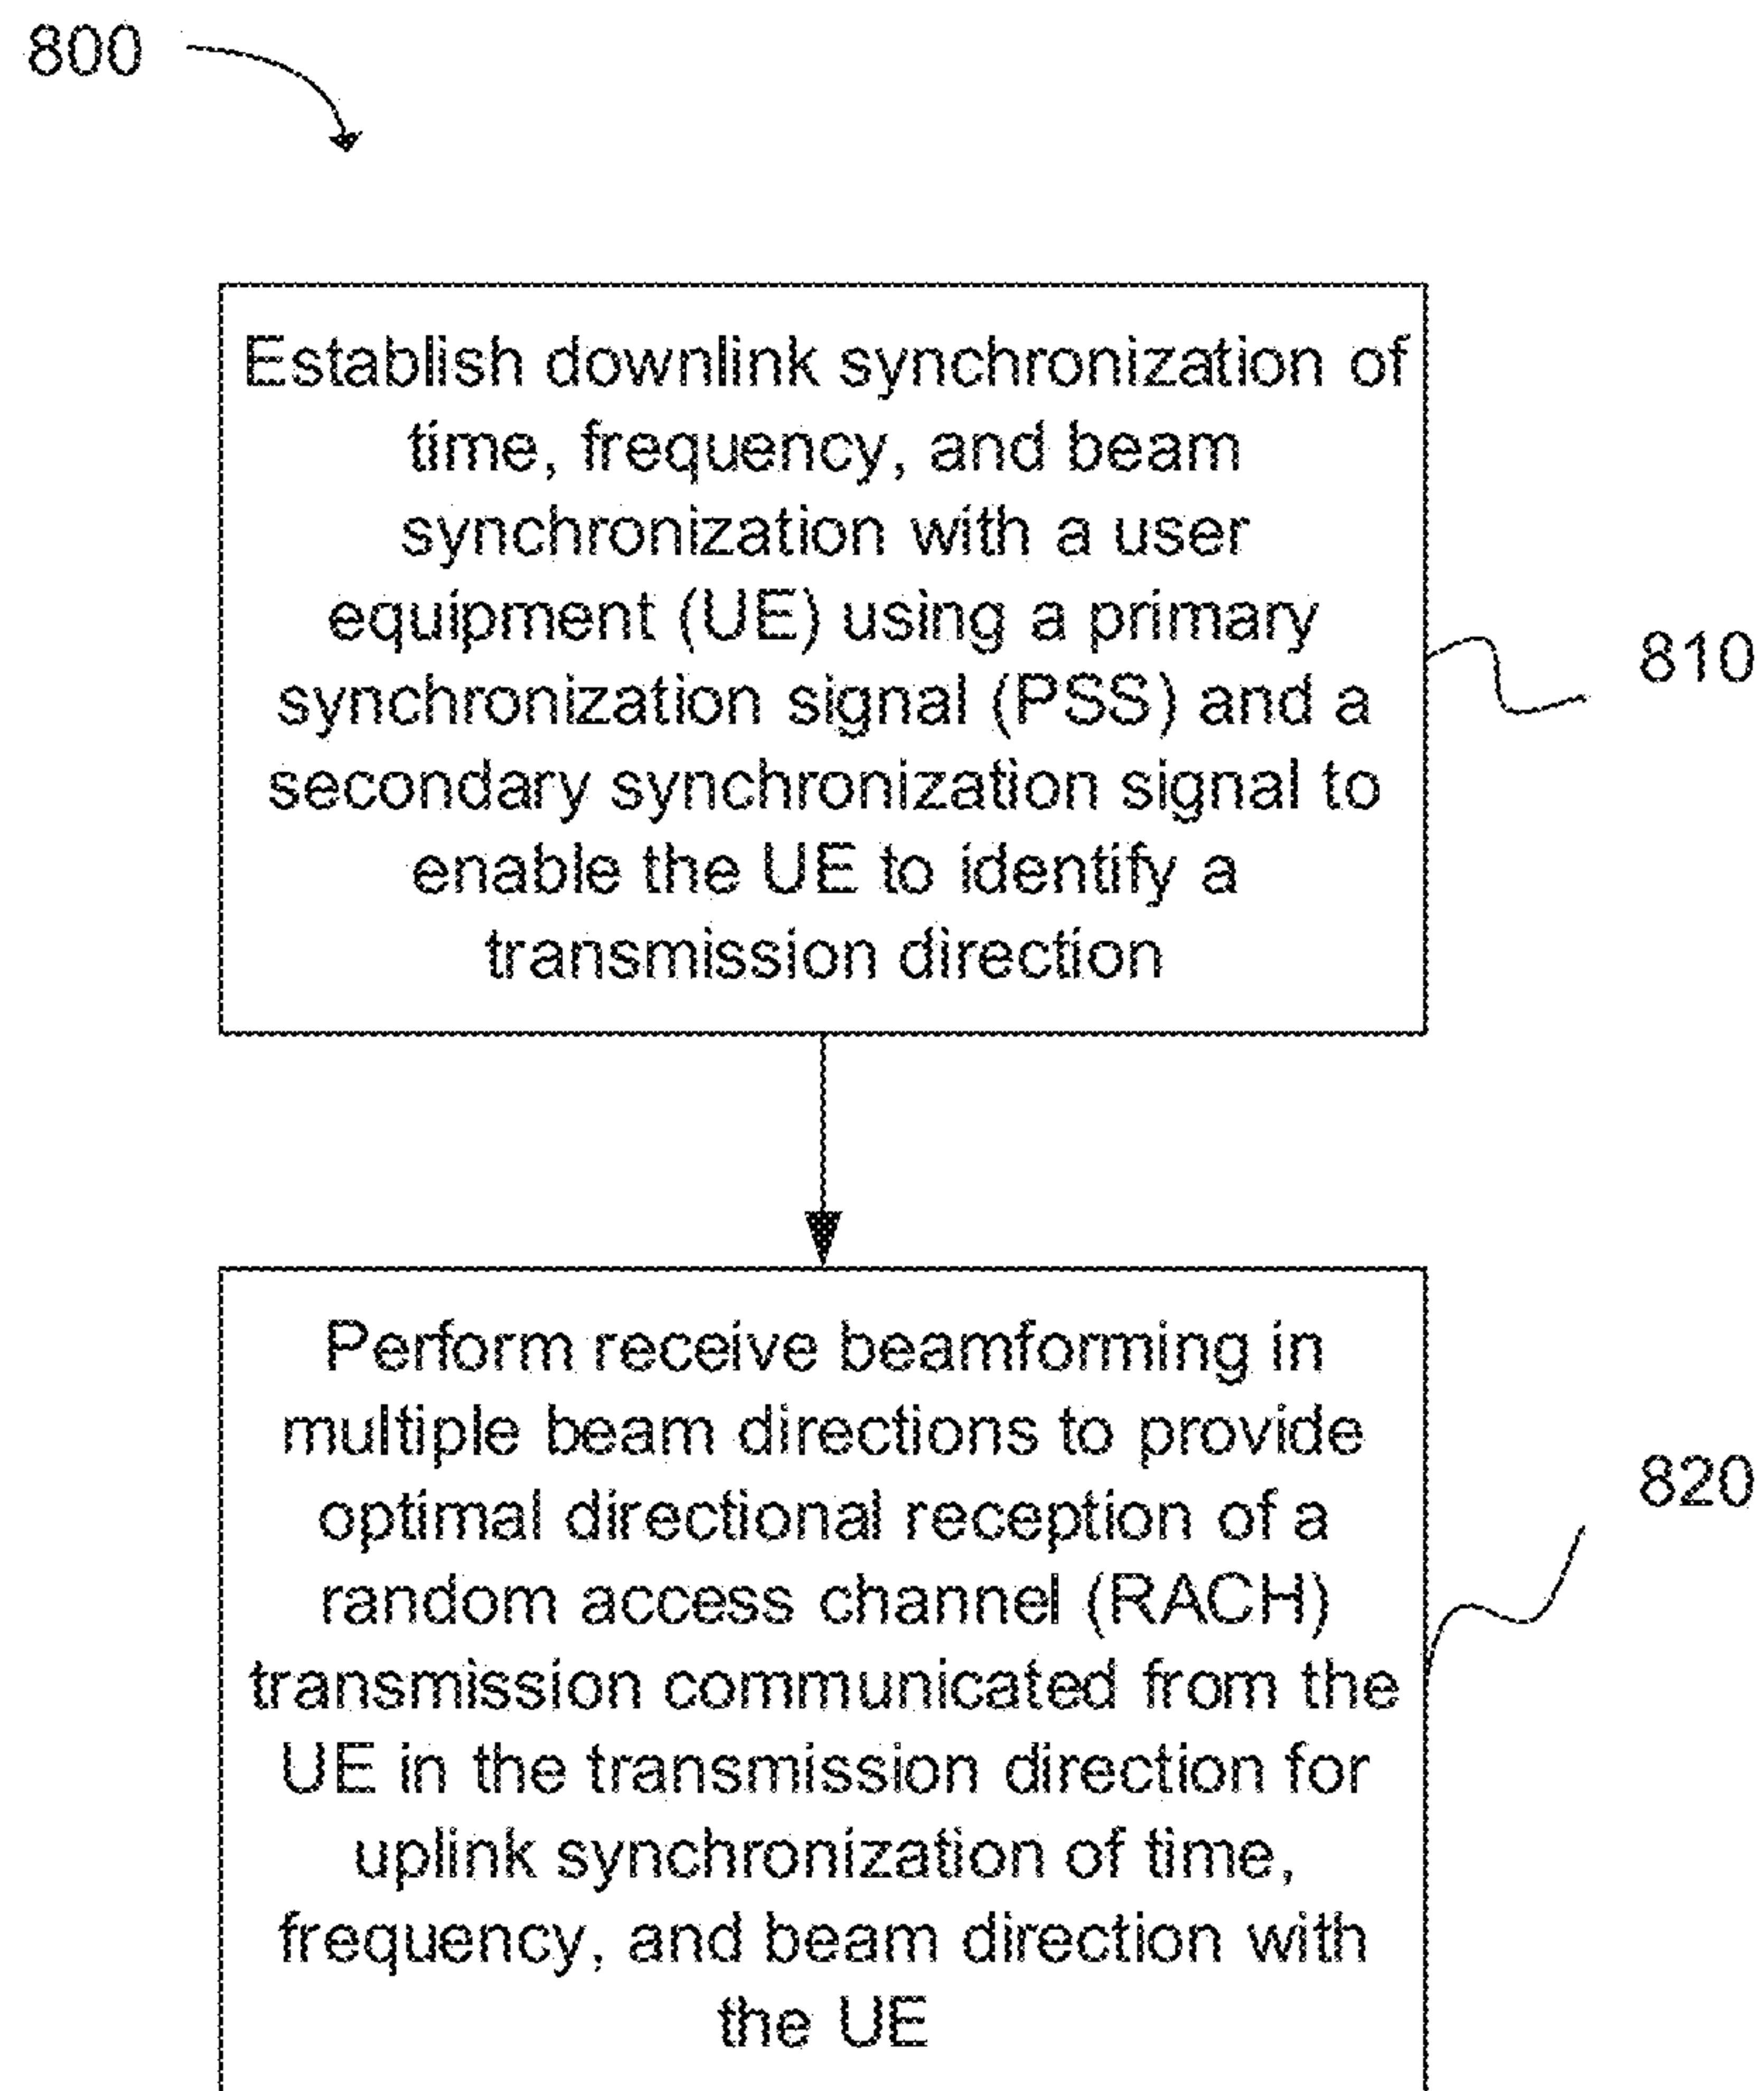 800
Establish downlink synchronization of
time, frequency, and beam
synchronization with a user
equipment (UE) using a primary
synchronization signal (PSS) and a
secondary synchronization signal to
enable the UE to identify a
transmission direction
810
Perform receive beamforming in
multiple beam directions to provide
optimal directional reception of a
random access channel (RACH)
transmission communicated from the
UE in the transmission direction for
uplink synchronization of time,
frequency, and beam direction with
the UE
820